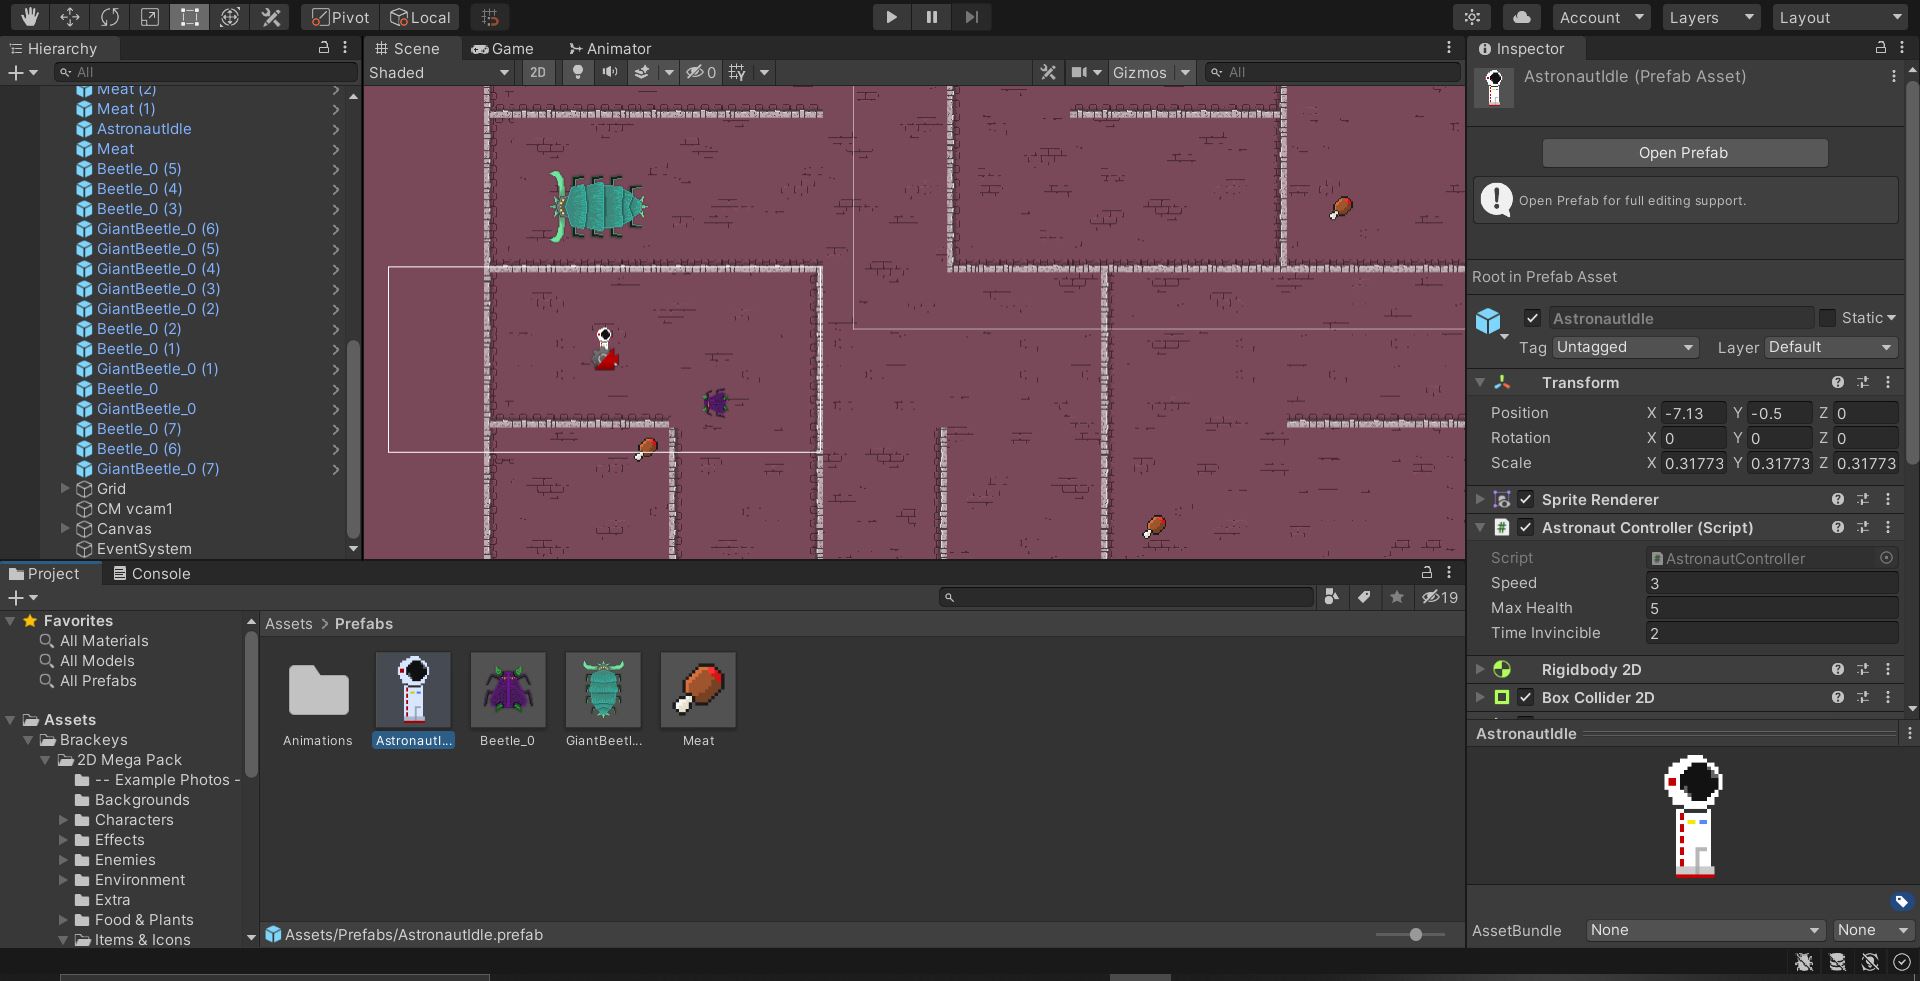 Pivot Local Account Layers Layout
Hierarchy
All
Meat (2)
Meat (1)
AstronautIdle
Meat
Beetle_0 (5)
Beetle_0 (4)
Beetle_0 (3)
GiantBeetle_0 (6)
GiantBeetle_0 (5)
GiantBeetle_0 (4)
GiantBeetle_0 (3)
GiantBeetle_0 (2)
Beetle_0 (2)
Beetle_0 (1)
GiantBeetle_0 (1)
Beetle_0
GiantBeetle_0
Beetle_0 (7)
Beetle_0 (6)
GiantBeetle_0 (7)
Grid
CM vcam1
Canvas
EventSystem
Scene Game Animator
Shaded 2D 0 Gizmos All
Inspector
AstronautIdle (Prefab Asset)
Open Prefab
Open Prefab for full editing support.
Root in Prefab Asset
AstronautIdle Static
Tag Untagged Layer Default
Transform
Position X -7.13 Y -0.5 Z 0
Rotation X 0 Y 0 Z 0
Scale X 0.31773 Y 0.31773 Z 0.31773
Sprite Renderer
# Astronaut Controller (Script)
Script AstronautController
Speed 3
Max Health 5
Time Invincible 2
Rigidbody 2D
Box Collider 2D
AstronautIdle
AssetBundle None None
Project Console
19
Favorites
All Materials
All Models
All Prefabs
Assets
Brackeys
2D Mega Pack
-- Example Photos -
Backgrounds
Characters
Effects
Enemies
Environment
Extra
Food & Plants
Items & Icons
Assets > Prefabs
Animations AstronautI... Beetle_0 GiantBeetl... Meat
Assets/Prefabs/AstronautIdle.prefab